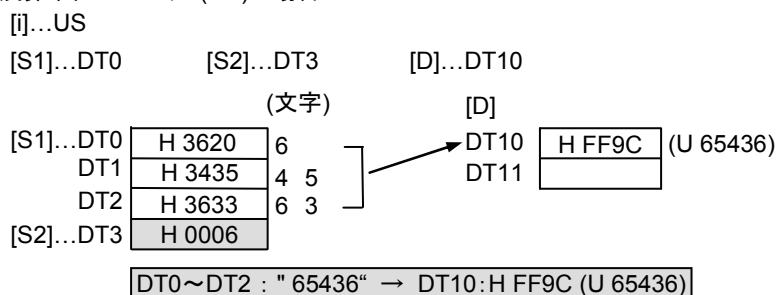 [i]…US
[S1]…DT0 [S2]…DT3 [D]…DT10
(文字) [D]
[S1]…DT0 H 3620 6 DT10 H FF9C (U 65436)
DT1 H 3435 4 5 DT11
DT2 H 3633 6 3
[S2]…DT3 H 0006
DT0～DT2 : " 65436“ → DT10:H FF9C (U 65436)